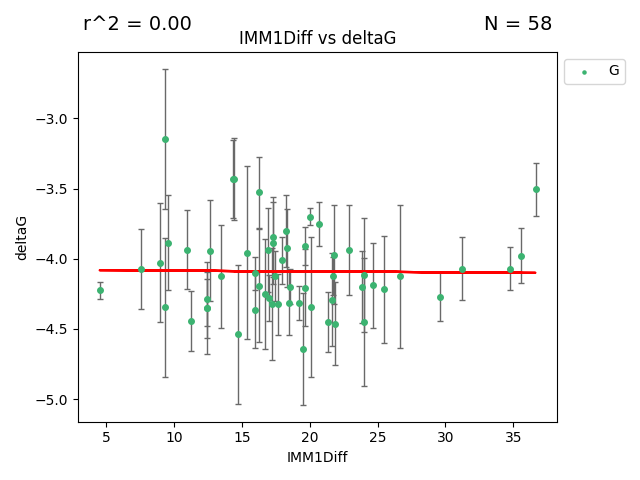 r^2 = 0.00
N = 58
IMM1Diff vs deltaG
G
deltaG
−3.0
−3.5
−4.0
−4.5
−5.0
5 10 15 20 25 30 35
IMM1Diff